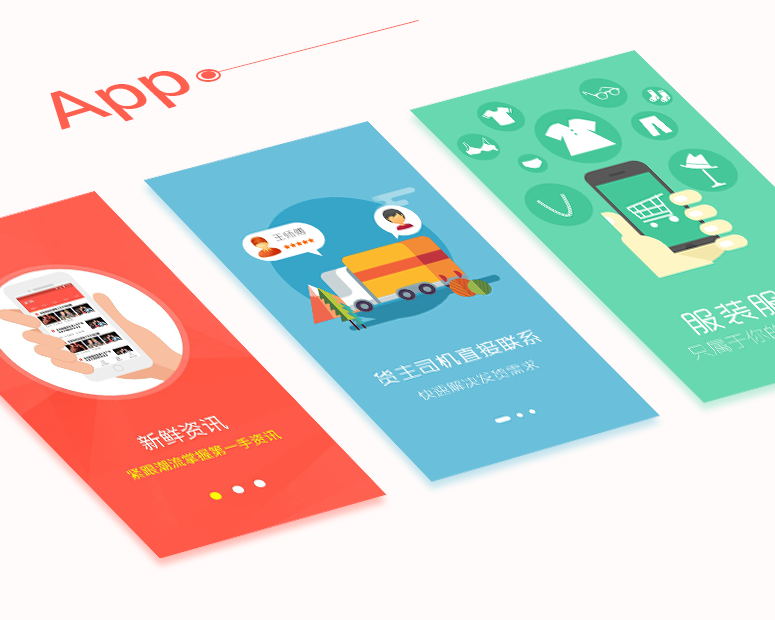 App
新鲜资讯
紧跟潮流掌握第一手资讯
王师傅
货主司机直接联系
快速解决发货需求
服装服
只属于你的